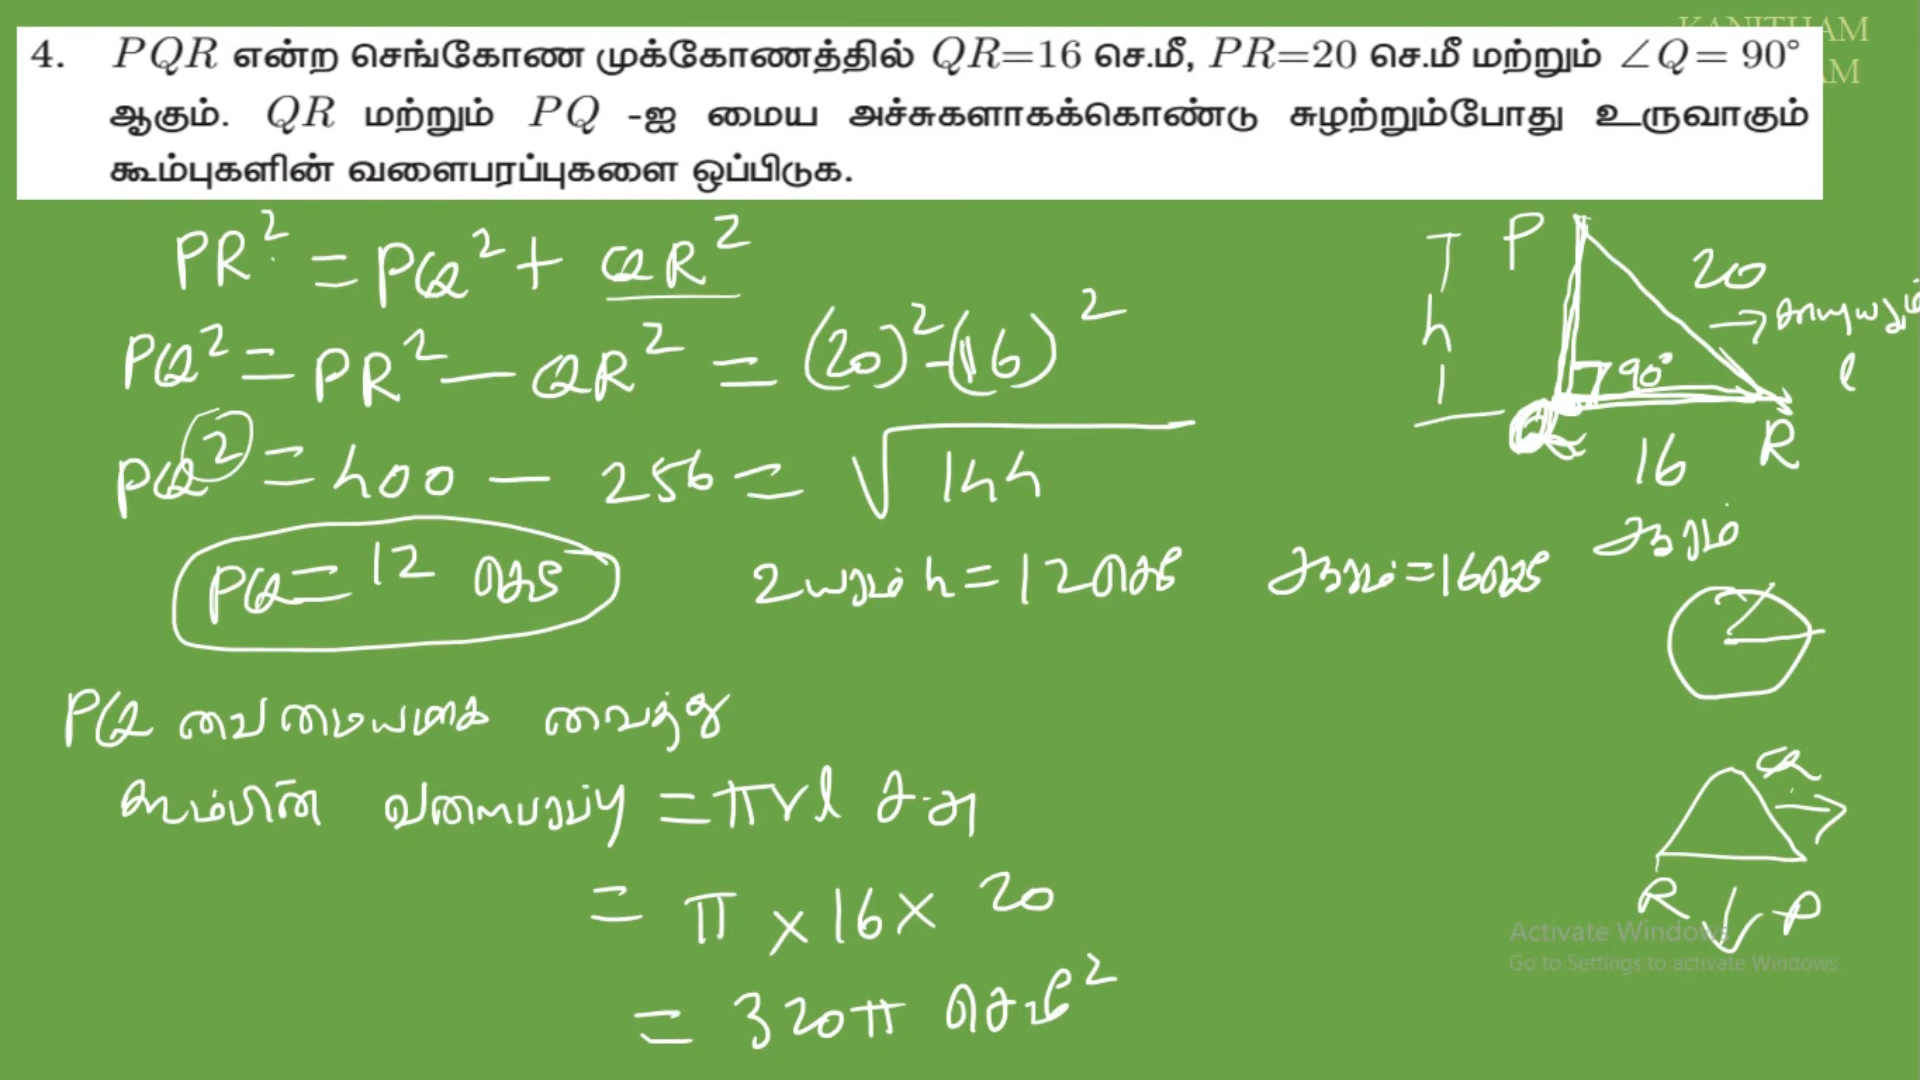 KANITHAM
AM
4. PQR என்ற செங்கோண முக்கோணத்தில் QR=16 செ.மீ, PR=20 செ.மீ மற்றும் ∠Q= 90°
ஆகும். QR மற்றும் PQ -ஐ மைய அச்சுகளாகக்கொண்டு சுழற்றும்போது உருவாகும்
கூம்புகளின் வளைபரப்புகளை ஒப்பிடுக.
PR² = PQ² + QR²
PQ² = PR² — QR² = (20)² - (16)²
PQ² = 400 — 256 = √144
PQ = 12 செமீ
உயரம் h = 12 செமீ ஆரம் = 16 செமீ
PQ வை மையமாக வைத்து
கூம்பின் வளைபரப்பு = πrl ச.அ
= π × 16 × 20
= 320π செமீ²
P
20
→ சாயுயரம்
l
h
90°
Q
16
R
ஆரம்
r
Q
R
P
Activate Windows
Go to Settings to activate Windows.